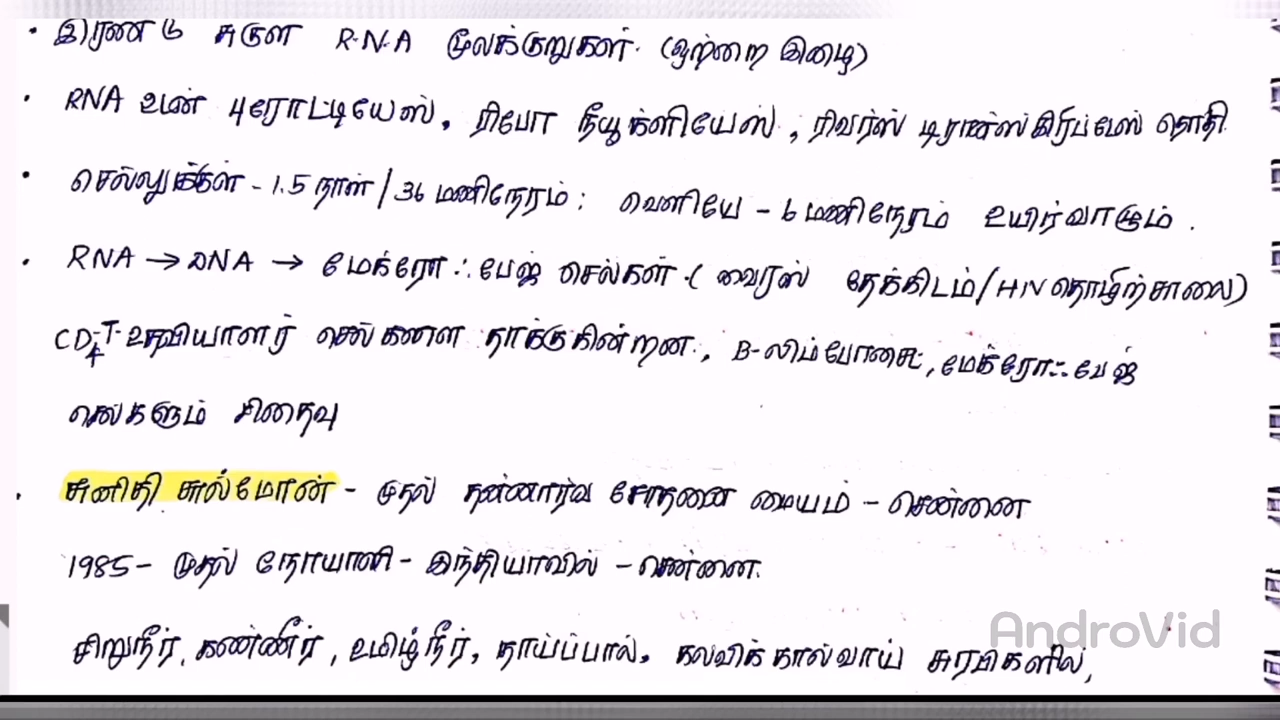 • இரண்டு சுருள் R.N.A மூலக்கூறுகள். (ஒற்றை இழை)
• RNA உடன் புரோட்டியேஸ், ரிபோ நியூக்ளியேஸ், ரிவர்ஸ் டிரான்ஸ்கிரிப்டேஸ் நொதி
• செல்லுக்குள் - 1.5 நாள் / 36 மணிநேரம் : வெளியே - 6 மணிநேரம் உயிர்வாழும்.
• RNA → DNA → மேக்ரோஃபேஜ் செல்கள். ( வைரஸ் தேக்கிடம் / HIV தொழிற்சாலை)
CD4-T- உதவியாளர் செல்களை தாக்குகின்றன, B-லிம்போசைட், மேக்ரோஃபேஜ்
செல்களும் சிதைவு
• சுனிதி சால்மோன் - முதல் தன்னார்வ சோதனை மையம் - சென்னை
1985 - முதல் நோயாளி - இந்தியாவில் - சென்னை.
சிறுநீர், கண்ணீர், உமிழ்நீர், தாய்ப்பால், கலவிக்கால்வாய் சுரபிகளில்,
AndroVid